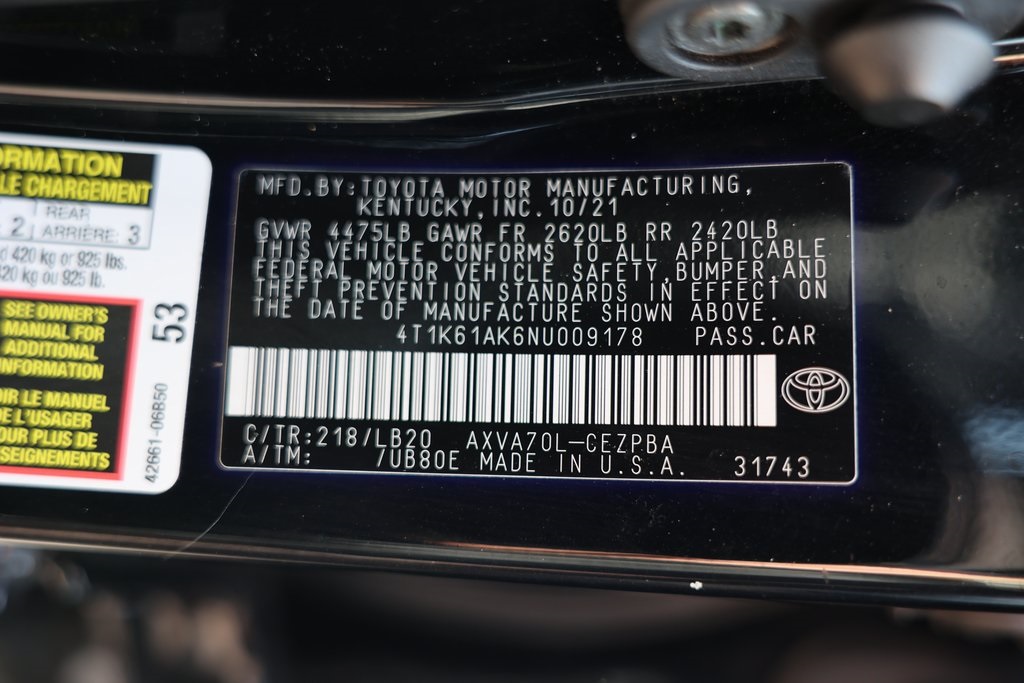 ORMATION
LE CHARGEMENT
2 REAR
ARRIÈRE: 3
d 420 kg or 925 lbs.
420 kg ou 925 lb.
SEE OWNER'S
MANUAL FOR
ADDITIONAL
INFORMATION
OIR LE MANUEL
DE L'USAGER
OUR PLUS DE
SEIGNEMENTS
53
42661-06B50
MFD.BY:TOYOTA MOTOR MANUFACTURING,
KENTUCKY,INC.10/21
GVWR 4475LB GAWR FR 2620LB RR 2420LB
THIS VEHICLE CONFORMS TO ALL APPLICABLE
FEDERAL MOTOR VEHICLE SAFETY,BUMPER,AND
THEFT PREVENTION STANDARDS IN EFFECT ON
THE DATE OF MANUFACTURE SHOWN ABOVE.
4T1K61AK6NU009178 PASS.CAR
C/TR:218/LB20 AXVA70L-CEZPBA
A/TM: /UB80E MADE IN U.S.A. 31743